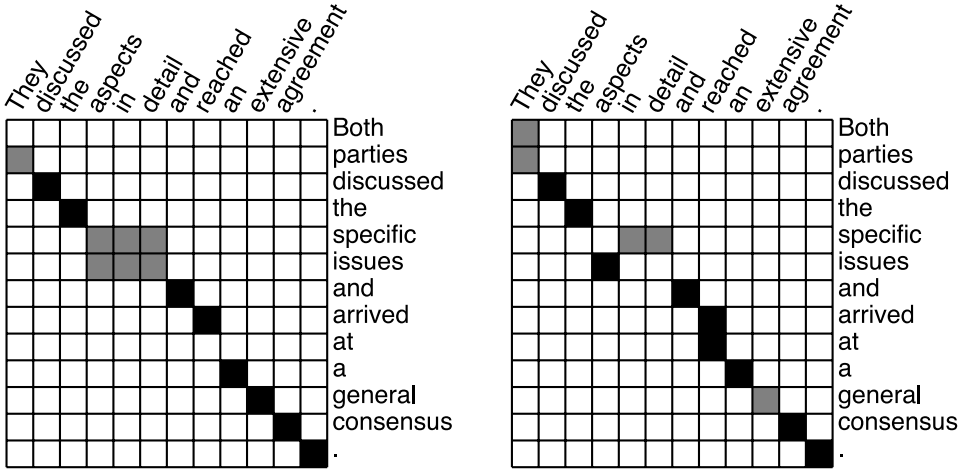 They
discussed
the
aspects
in
detail
and
reached
an
extensive
agreement
.
Both
parties
discussed
the
specific
issues
and
arrived
at
a
general
consensus
.
They
discussed
the
aspects
in
detail
and
reached
an
extensive
agreement
.
Both
parties
discussed
the
specific
issues
and
arrived
at
a
general
consensus
.